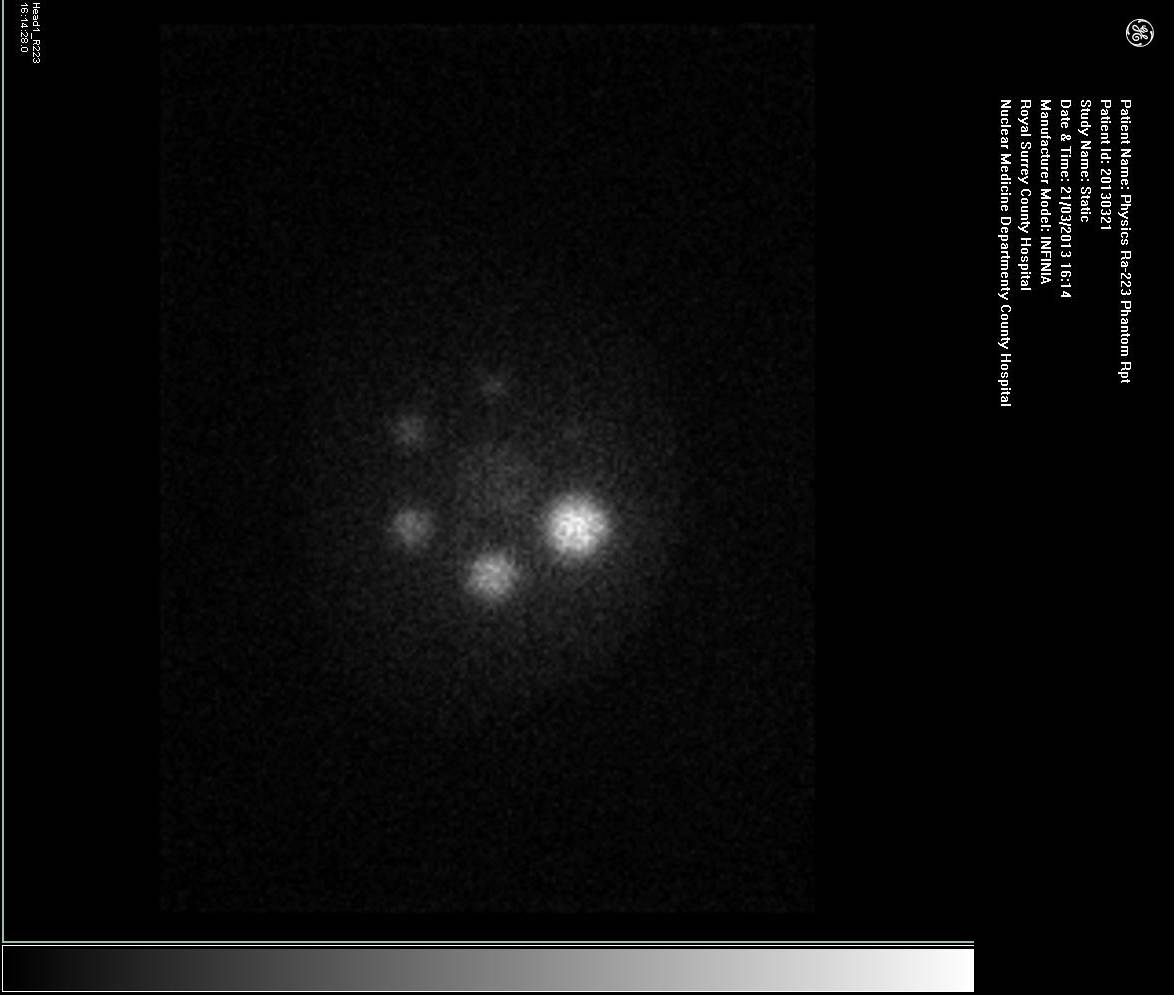 Patient Name: Physics Ra-223 Phantom Rpt
Patient Id: 20130321
Study Name: Static
Date & Time: 21/03/2013 16:14
Manufacturer Model: INFINIA
Royal Surrey County Hospital
Nuclear Medicine Departmenty County Hospital
Head1_R223
16:14:28.0